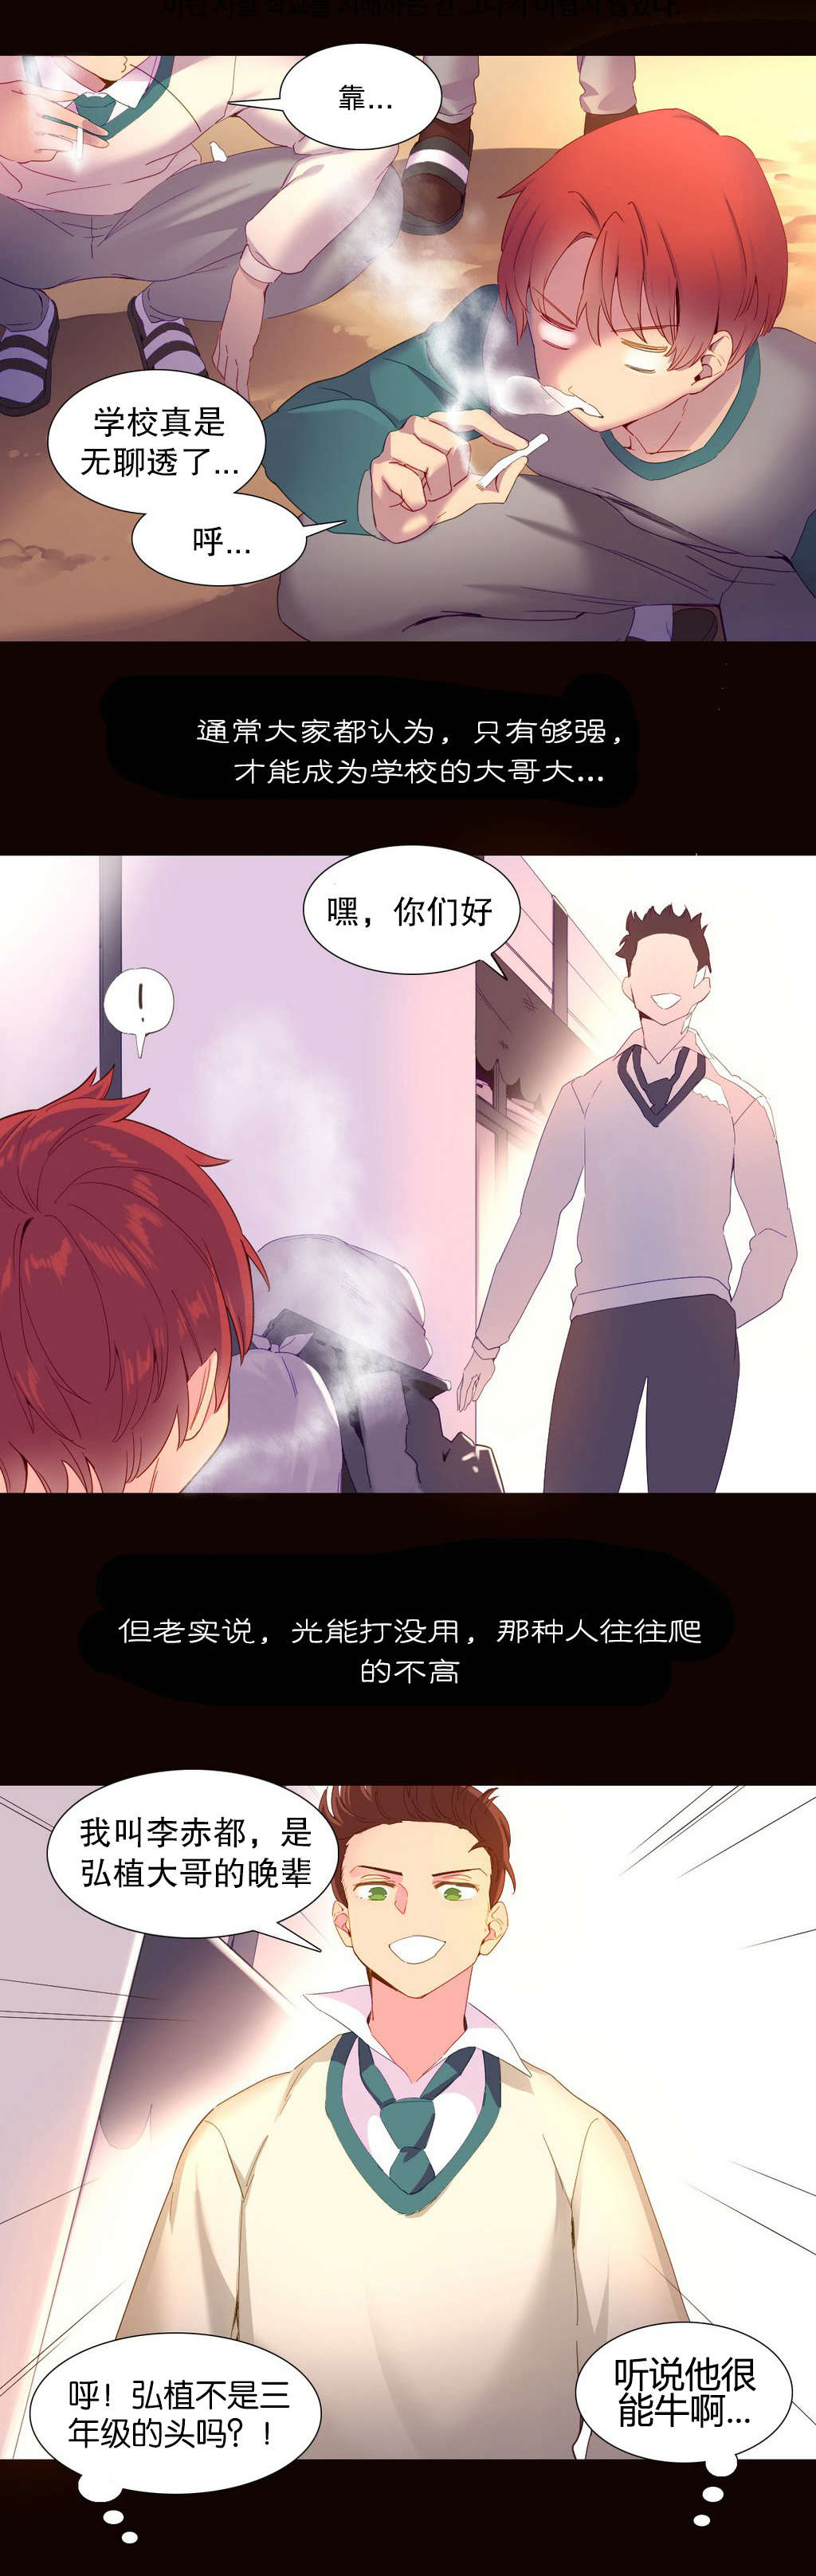 靠...
学校真是
无聊透了...
呼...
通常大家都认为，只有够强，
才能成为学校的大哥大...
嘿，你们好
！
但老实说，光能打没用，那种人往往爬
的不高
我叫李赤都，是
弘植大哥的晚辈
呼！弘植不是三
年级的头吗？！
听说他很
能牛啊...